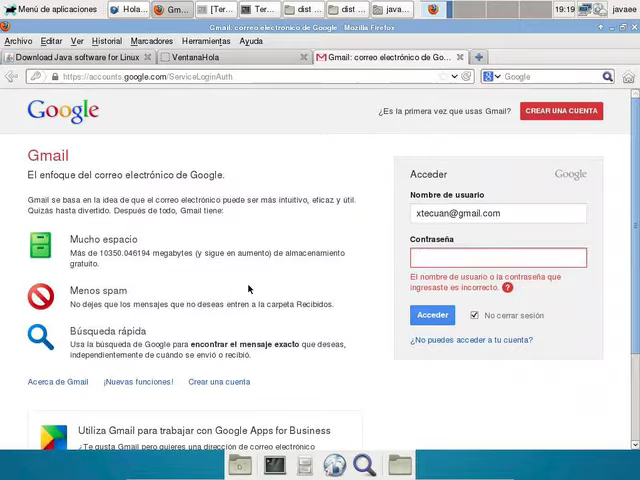 Menú de aplicaciones
Hola...
Gm...
[Terr...
Ter...
dist ...
dist ...
java...
19:19
javaee
Gmail: correo electrónico de Google - Mozilla Firefox
Archivo Editar Ver Historial Marcadores Herramientas Ayuda
Download Java software for Linux
VentanaHola
Gmail: correo electrónico de Go...
https://accounts.google.com/ServiceLoginAuth
Google
Google
¿Es la primera vez que usas Gmail?
CREAR UNA CUENTA
Gmail
El enfoque del correo electrónico de Google.
Gmail se basa en la idea de que el correo electrónico puede ser más intuitivo, eficaz y útil.
Quizás hasta divertido. Después de todo, Gmail tiene:
Mucho espacio
Más de 10350.046194 megabytes (y sigue en aumento) de almacenamiento
gratuito.
Menos spam
No dejes que los mensajes que no deseas entren a la carpeta Recibidos.
Búsqueda rápida
Usa la búsqueda de Google para encontrar el mensaje exacto que deseas,
independientemente de cuándo se envió o recibió.
Acerca de Gmail ¡Nuevas funciones! Crear una cuenta
Utiliza Gmail para trabajar con Google Apps for Business
¿Te gusta Gmail pero quieres una dirección de correo electrónico
Acceder
Google
Nombre de usuario
xtecuan@gmail.com
Contraseña
El nombre de usuario o la contraseña que
ingresaste es incorrecto. ?
Acceder
No cerrar sesión
¿No puedes acceder a tu cuenta?